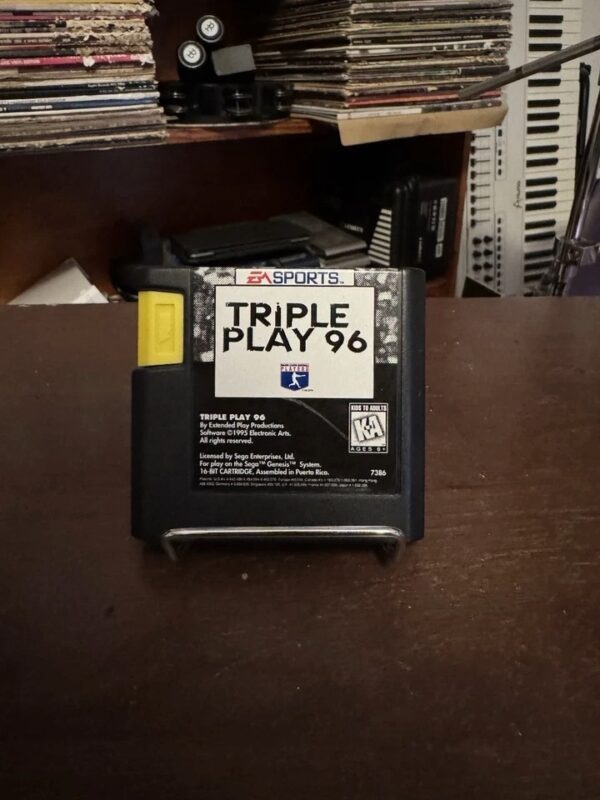 EA SPORTS™
TRIPLE
PLAY 96
PLAYERS
TRIPLE PLAY 96
By Extended Play Productions
Software ©1995 Electronic Arts.
All rights reserved.
KIDS TO ADULTS
K-A
AGES 6+
Licensed by Sega Enterprises, Ltd.
For play on the Sega™ Genesis™ System.
16-BIT CARTRIDGE, Assembled in Puerto Rico.
7386